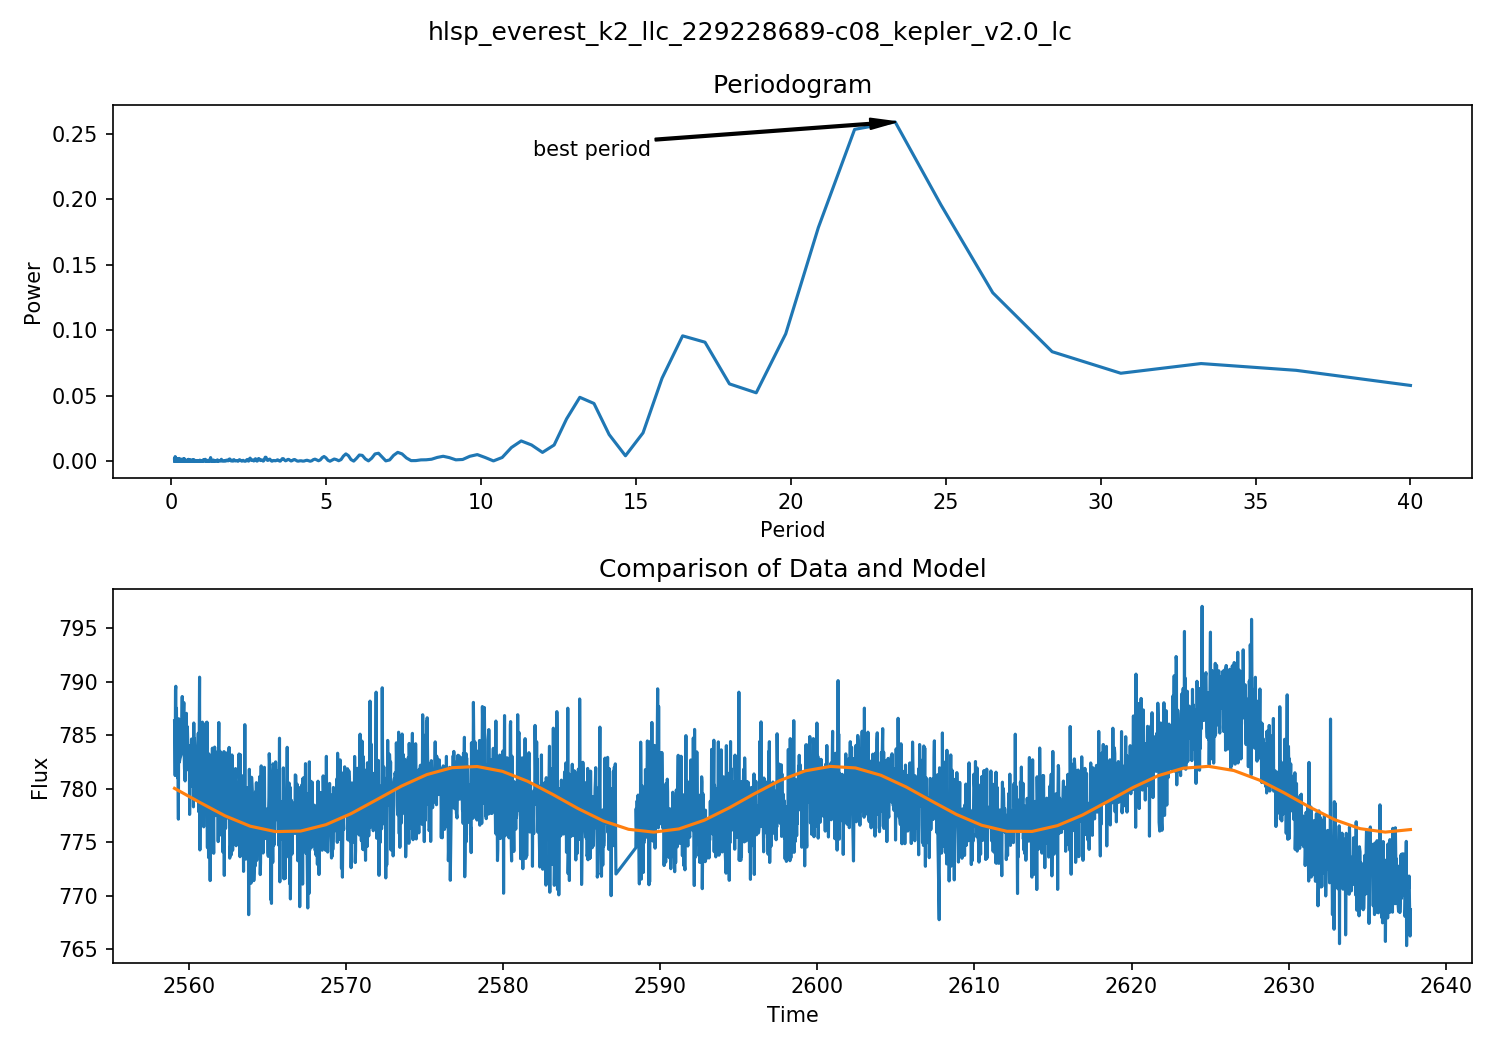 hlsp_everest_k2_llc_229228689-c08_kepler_v2.0_lc
Periodogram
0.25
0.20
0.15
0.10
0.05
0.00
Power
best period
0 5 10 15 20 25 30 35 40
Period
Comparison of Data and Model
795
790
785
780
775
770
765
Flux
2560 2570 2580 2590 2600 2610 2620 2630 2640
Time